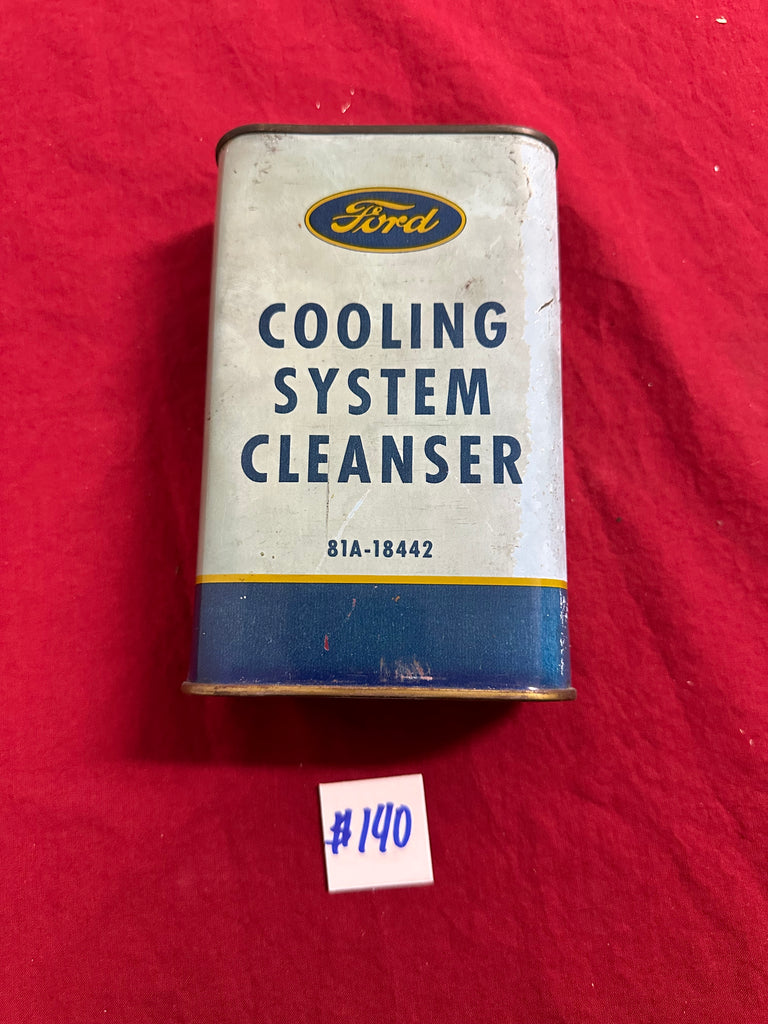 Ford
COOLING
SYSTEM
CLEANSER
81A-18442
#140